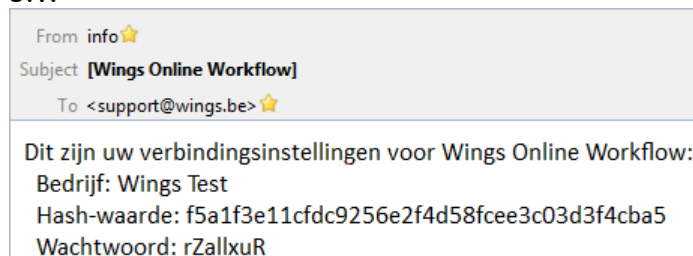 From info
Subject [Wings Online Workflow]
To <support@wings.be>
Dit zijn uw verbindingsinstellingen voor Wings Online Workflow:
Bedrijf: Wings Test
Hash-waarde: f5a1f3e11cfdc9256e2f4d58fcee3c03d3f4cba5
Wachtwoord: rZallxuR